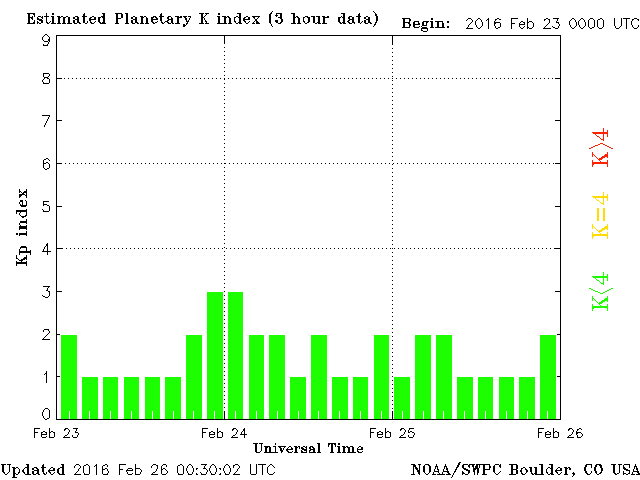 Estimated Planetary K index (3 hour data)
Begin: 2016 Feb 23 0000 UTC
9
8
7
6
5
4
3
2
1
0
Kp index
K>4
K=4
K<4
Feb 23
Feb 24
Feb 25
Feb 26
Universal Time
Updated 2016 Feb 26 00:30:02 UTC
NOAA/SWPC Boulder, CO USA